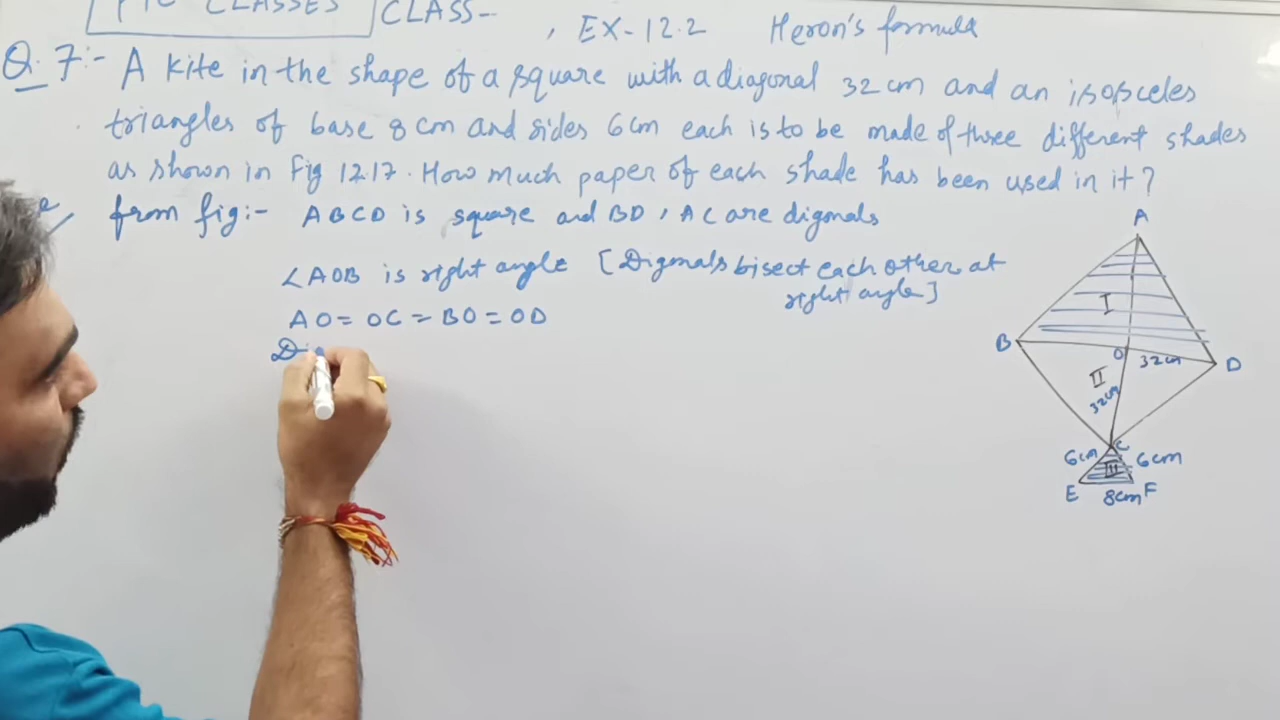 CLASSES CLASS-
, EX-12.2 Heron's formula
Q.7:- A kite in the shape of a square with a diagonal 32 cm and an isosceles
triangles of base 8 cm and sides 6 cm each is to be made of three different shades
as shown in Fig 12.17. How much paper of each shade has been used in it?
from fig:- ABCD is square and BD, AC are digonals
∠AOB is right angle [Digonals bisect each other at
right angle]
AO = OC = BO = OD
A
I
B
O
32cm
D
II
32cm
C
6cm
III
6cm
E
8cm
F